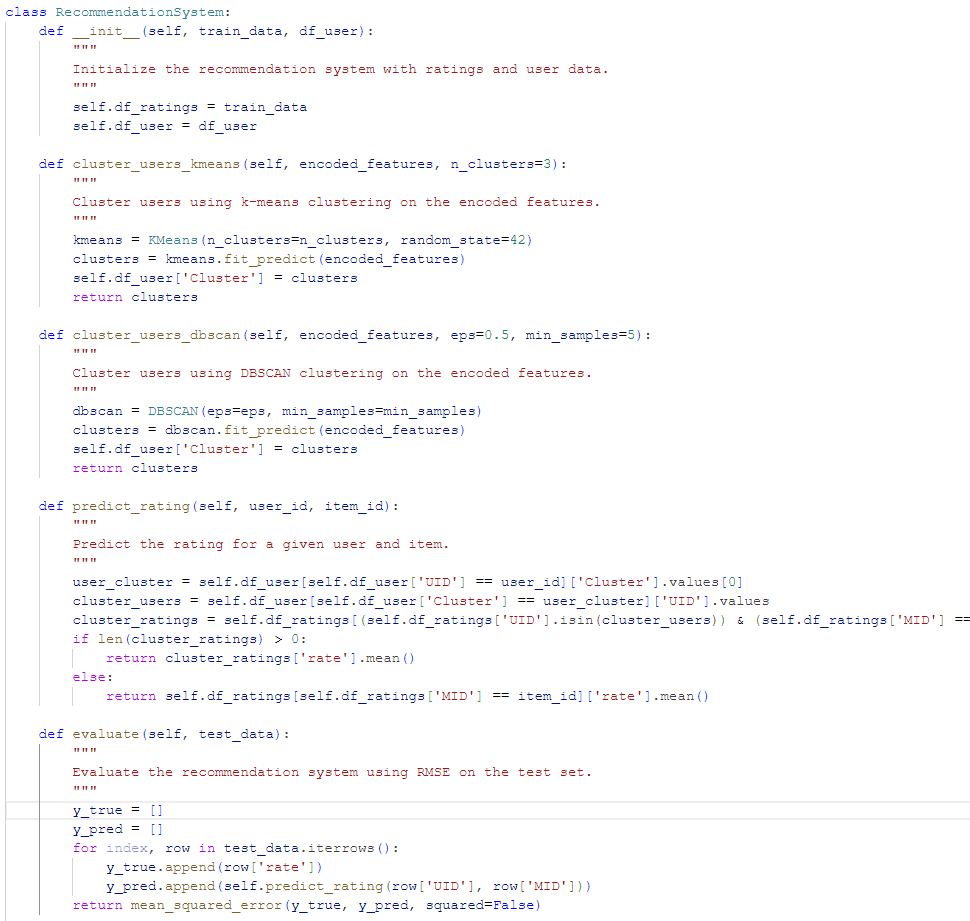 class RecommendationSystem:
    def __init__(self, train_data, df_user):
        """
        Initialize the recommendation system with ratings and user data.
        """
        self.df_ratings = train_data
        self.df_user = df_user

    def cluster_users_kmeans(self, encoded_features, n_clusters=3):
        """
        Cluster users using k-means clustering on the encoded features.
        """
        kmeans = KMeans(n_clusters=n_clusters, random_state=42)
        clusters = kmeans.fit_predict(encoded_features)
        self.df_user['Cluster'] = clusters
        return clusters

    def cluster_users_dbscan(self, encoded_features, eps=0.5, min_samples=5):
        """
        Cluster users using DBSCAN clustering on the encoded features.
        """
        dbscan = DBSCAN(eps=eps, min_samples=min_samples)
        clusters = dbscan.fit_predict(encoded_features)
        self.df_user['Cluster'] = clusters
        return clusters

    def predict_rating(self, user_id, item_id):
        """
        Predict the rating for a given user and item.
        """
        user_cluster = self.df_user[self.df_user['UID'] == user_id]['Cluster'].values[0]
        cluster_users = self.df_user[self.df_user['Cluster'] == user_cluster]['UID'].values
        cluster_ratings = self.df_ratings[(self.df_ratings['UID'].isin(cluster_users)) & (self.df_ratings['MID'] ==
        if len(cluster_ratings) > 0:
            return cluster_ratings['rate'].mean()
        else:
            return self.df_ratings[self.df_ratings['MID'] == item_id]['rate'].mean()

    def evaluate(self, test_data):
        """
        Evaluate the recommendation system using RMSE on the test set.
        """
        y_true = []
        y_pred = []
        for index, row in test_data.iterrows():
            y_true.append(row['rate'])
            y_pred.append(self.predict_rating(row['UID'], row['MID']))
        return mean_squared_error(y_true, y_pred, squared=False)